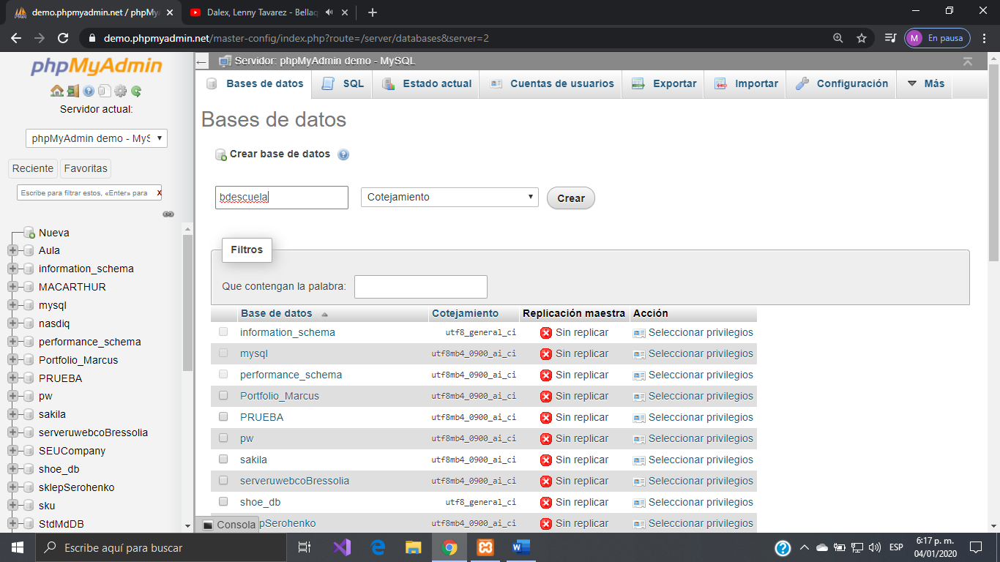 demo.phpmyadmin.net / phpMyA
Dalex, Lenny Tavarez - Bellaq
demo.phpmyadmin.net/master-config/index.php?route=/server/databases&server=2
M
En pausa
phpMyAdmin
Servidor actual:
phpMyAdmin demo - MyS
Reciente
Favoritas
Escribe para filtrar estos, «Enter» para
X
Nueva
Aula
information_schema
MACARTHUR
mysql
nasdiq
performance_schema
Portfolio_Marcus
PRUEBA
pw
sakila
serveruwebcoBressolia
SEUCompany
shoe_db
sklepSerohenko
sku
StdMdDB
Servidor: phpMyAdmin demo - MySQL
Bases de datos
SQL
Estado actual
Cuentas de usuarios
Exportar
Importar
Configuración
Más
Bases de datos
Crear base de datos
bdescuela
Cotejamiento
Crear
Filtros
Que contengan la palabra:
Base de datos Cotejamiento Replicación maestra Acción
information_schema utf8_general_ci Sin replicar Seleccionar privilegios
mysql utf8mb4_0900_ai_ci Sin replicar Seleccionar privilegios
performance_schema utf8mb4_0900_ai_ci Sin replicar Seleccionar privilegios
Portfolio_Marcus utf8mb4_0900_ai_ci Sin replicar Seleccionar privilegios
PRUEBA utf8mb4_0900_ai_ci Sin replicar Seleccionar privilegios
pw utf8mb4_0900_ai_ci Sin replicar Seleccionar privilegios
sakila utf8mb4_0900_ai_ci Sin replicar Seleccionar privilegios
serveruwebcoBressolia utf8mb4_0900_ai_ci Sin replicar Seleccionar privilegios
shoe_db utf8_general_ci Sin replicar Seleccionar privilegios
pSerohenko utf8mb4_0900_ai_ci Sin replicar Seleccionar privilegios
Consola
Escribe aquí para buscar
ESP
6:17 p. m.
04/01/2020